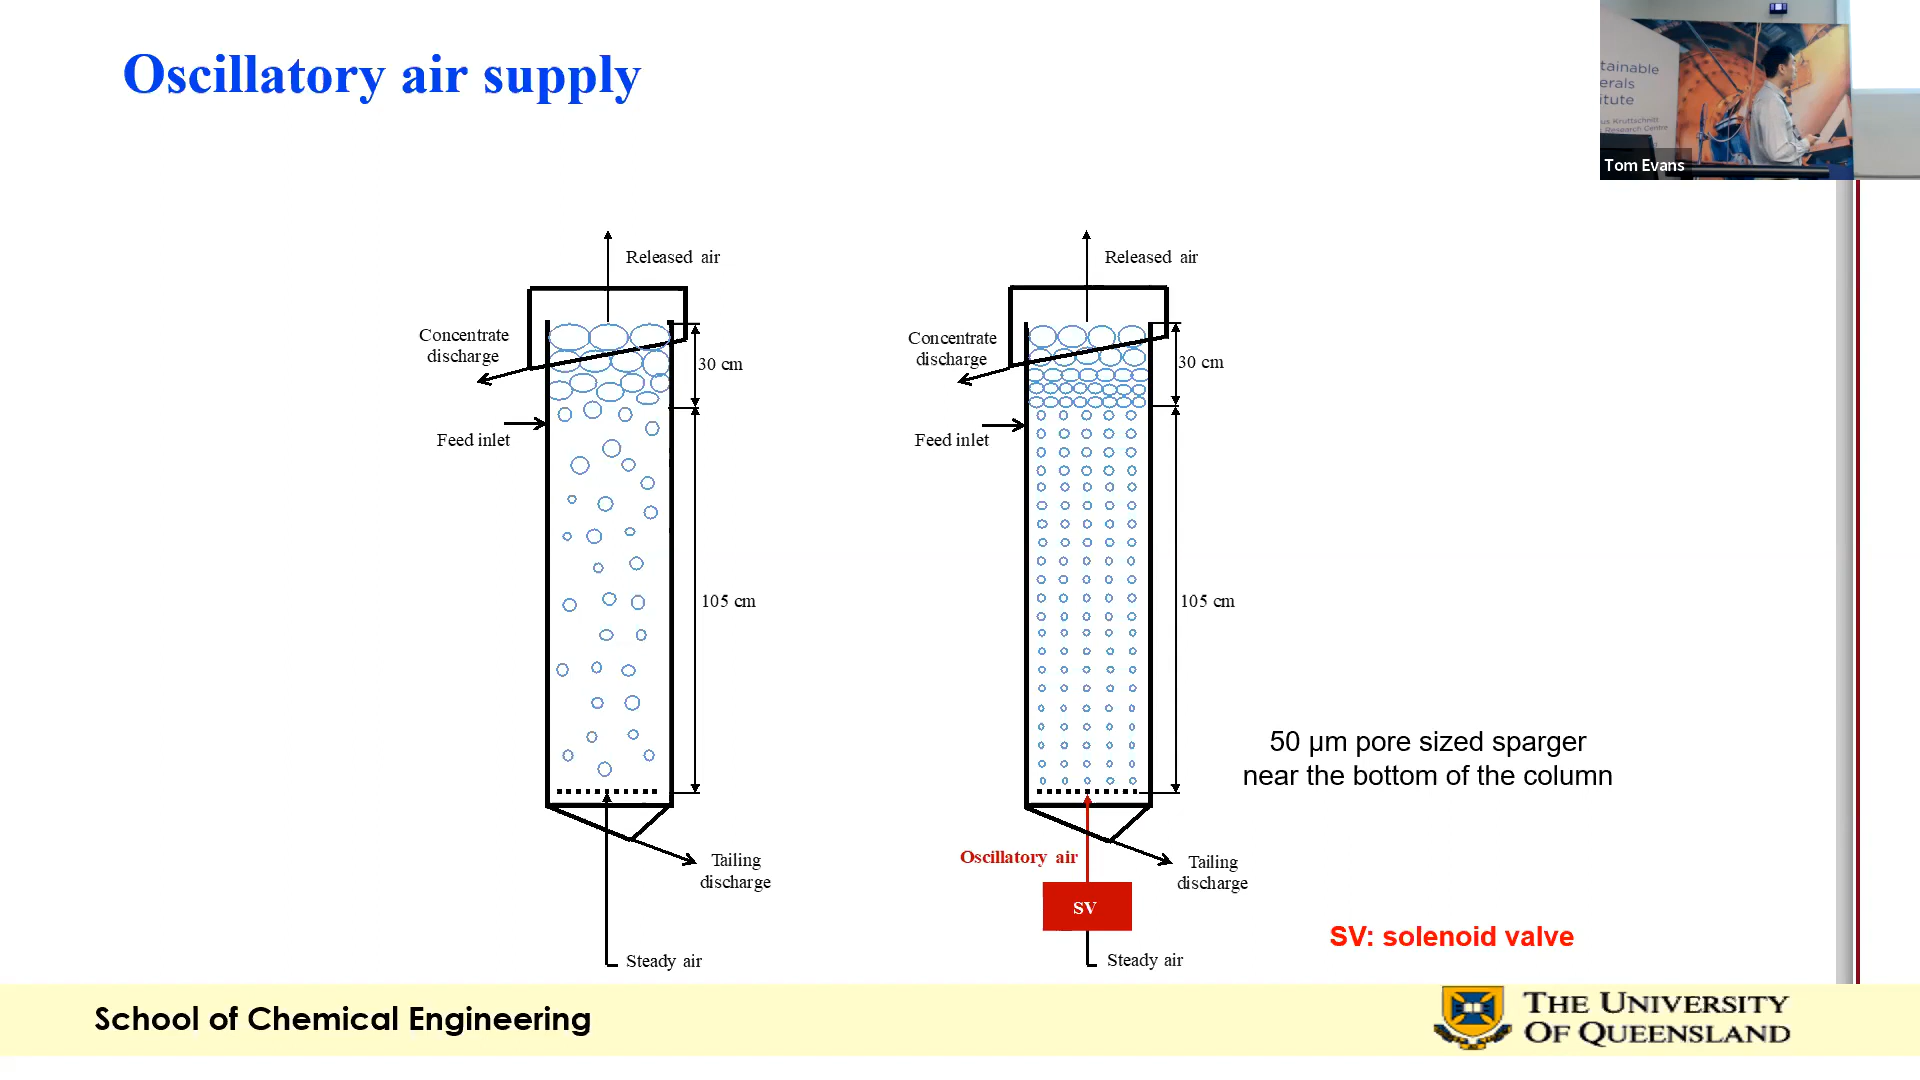 Oscillatory air supply
tainable
erals
itute
Research Centre
Tom Evans
Released air
Concentrate
discharge
30 cm
Feed inlet
105 cm
Tailing
discharge
Steady air
Released air
Concentrate
discharge
30 cm
Feed inlet
105 cm
Oscillatory air
SV
Tailing
discharge
Steady air
50 µm pore sized sparger
near the bottom of the column
SV: solenoid valve
School of Chemical Engineering
THE UNIVERSITY
OF QUEENSLAND